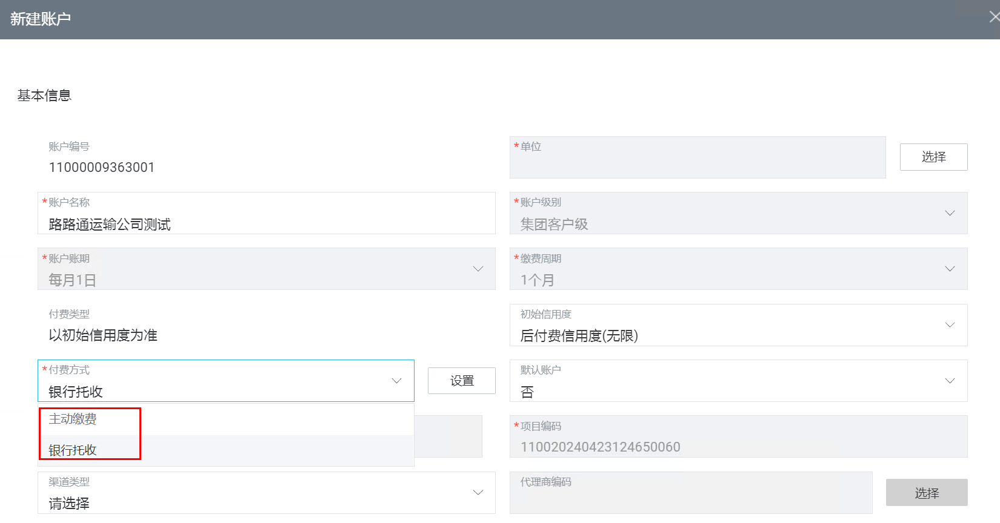 新建账户
基本信息
账户编号
11000009363001
*单位
选择
*账户名称
路路通运输公司测试
*账户级别
集团客户级
*账户账期
每月1日
*缴费周期
1个月
付费类型
以初始信用度为准
初始信用度
后付费信用度(无限)
*付费方式
银行托收
设置
默认账户
否
主动缴费
银行托收
*项目编码
110020240423124650060
渠道类型
请选择
代理商编码
选择